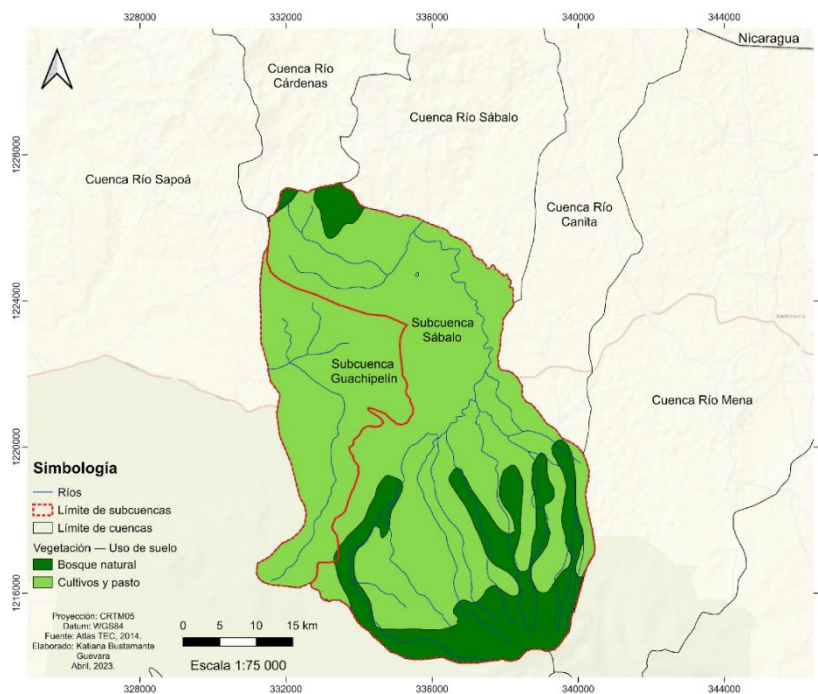 328000
332000
336000
340000
344000
Nicaragua
Cuenca Río
Cárdenas
Cuenca Río Sábalo
Cuenca Río Sapoá
Cuenca Río
Canita
1228000
1224000
Subcuenca
Sábalo
Subcuenca
Guachipelín
Cuenca Río Mena
1220000
1216000
Simbología
Ríos
Límite de subcuencas
Límite de cuencas
Vegetación — Uso de suelo
Bosque natural
Cultivos y pasto
Proyección: CRTM05
Datum: WGS84
Fuente: Atlas TEC, 2014.
Elaborado: Katiana Bustamante
Guevara
Abril, 2023.
0 5 10 15 km
Escala 1:75 000
328000
332000
336000
340000
344000